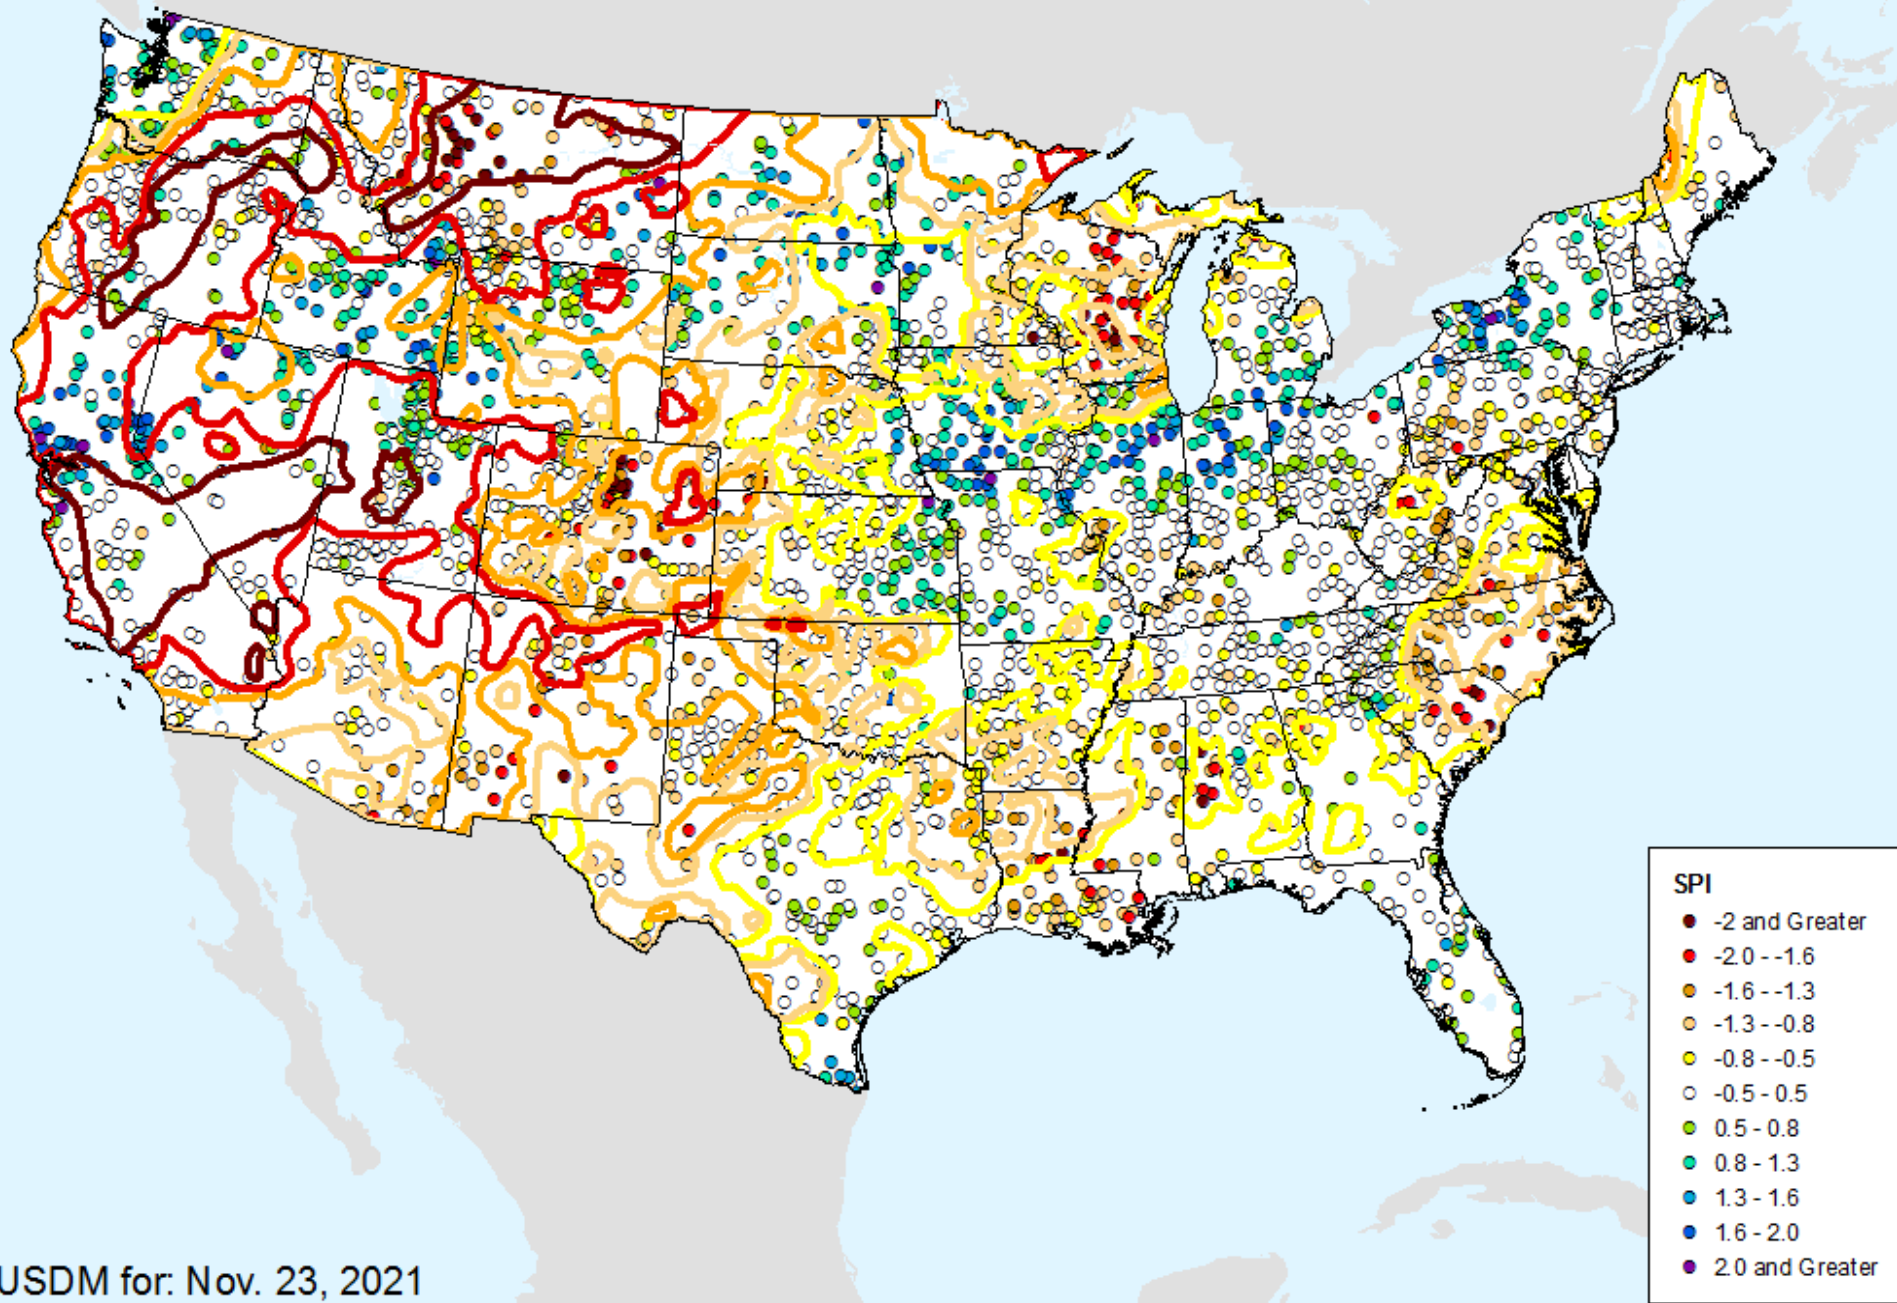 SPI
-2 and Greater
-2.0 - -1.6
-1.6 - -1.3
-1.3 - -0.8
-0.8 - -0.5
-0.5 - 0.5
0.5 - 0.8
0.8 - 1.3
1.3 - 1.6
1.6 - 2.0
2.0 and Greater
USDM for: Nov. 23, 2021